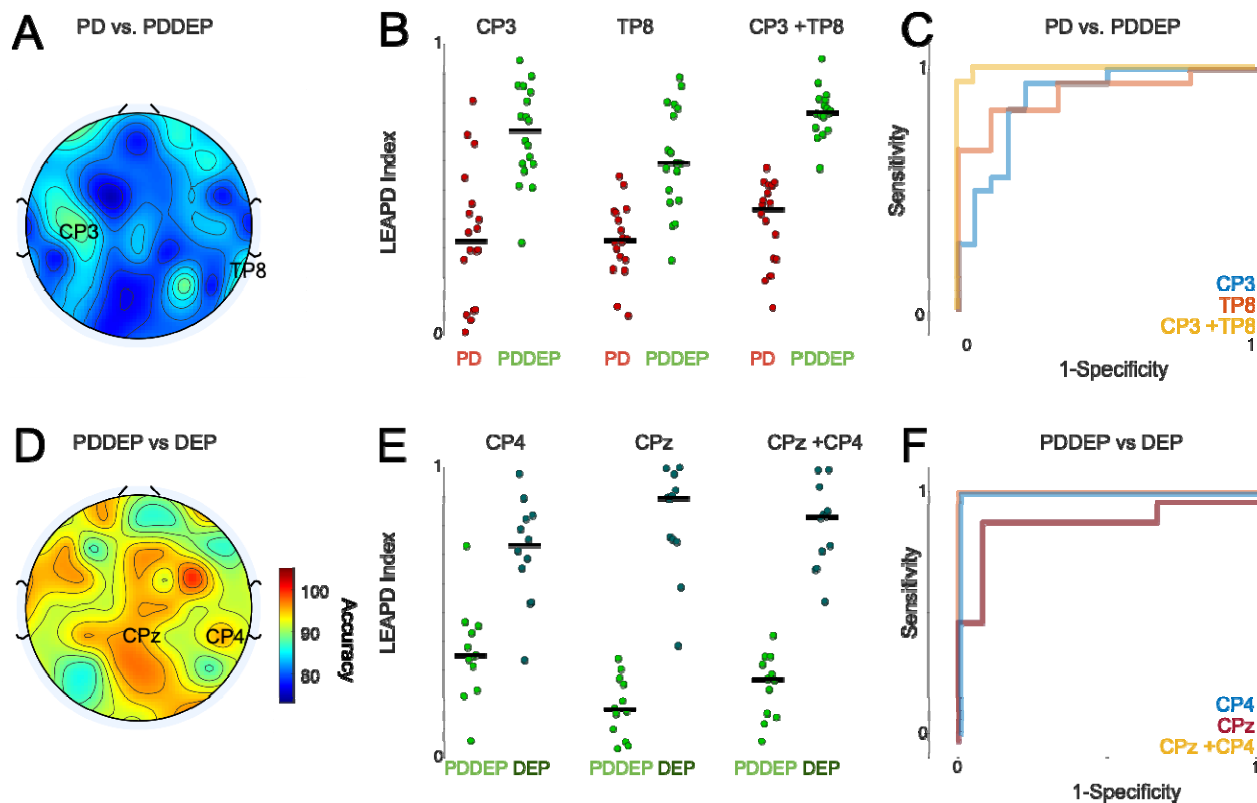 A
PD vs. PDDEP
CP3
TP8
B
CP3
TP8
CP3 +TP8
1
LEAPD Index
0
PD
PDDEP
PD
PDDEP
PD
PDDEP
C
PD vs. PDDEP
1
Sensitivity
0
CP3
TP8
CP3 +TP8
0
1
1-Specificity
D
PDDEP vs DEP
CPz
CP4
100
90
80
Accuracy
E
CP4
CPz
CPz +CP4
1
LEAPD Index
0
PDDEP DEP
PDDEP DEP
PDDEP DEP
F
PDDEP vs DEP
1
Sensitivity
0
CP4
CPz
CPz +CP4
0
1
1-Specificity